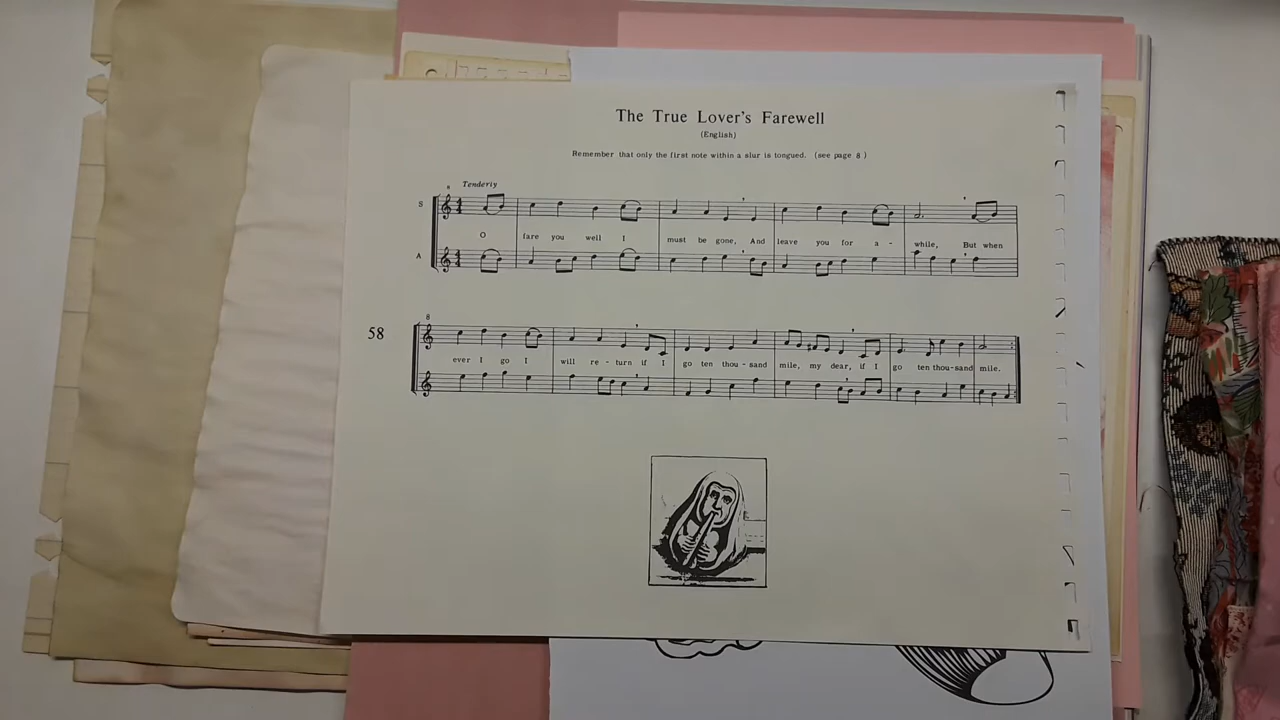 The True Lover's Farewell
(English)
Remember that only the first note within a slur is tongued. (see page 8 )
8
Tenderly
S
O fare you well I must be gone, And leave you for a - while, But when
A
8
58
ever I go I will re - turn if I go ten thou - sand mile, my dear, if I go ten thou-sand mile.